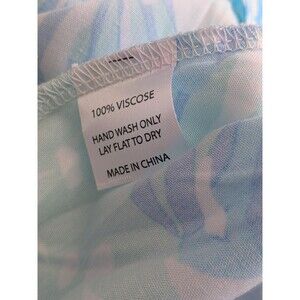 100% VISCOSE
HAND WASH ONLY
LAY FLAT TO DRY
MADE IN CHINA